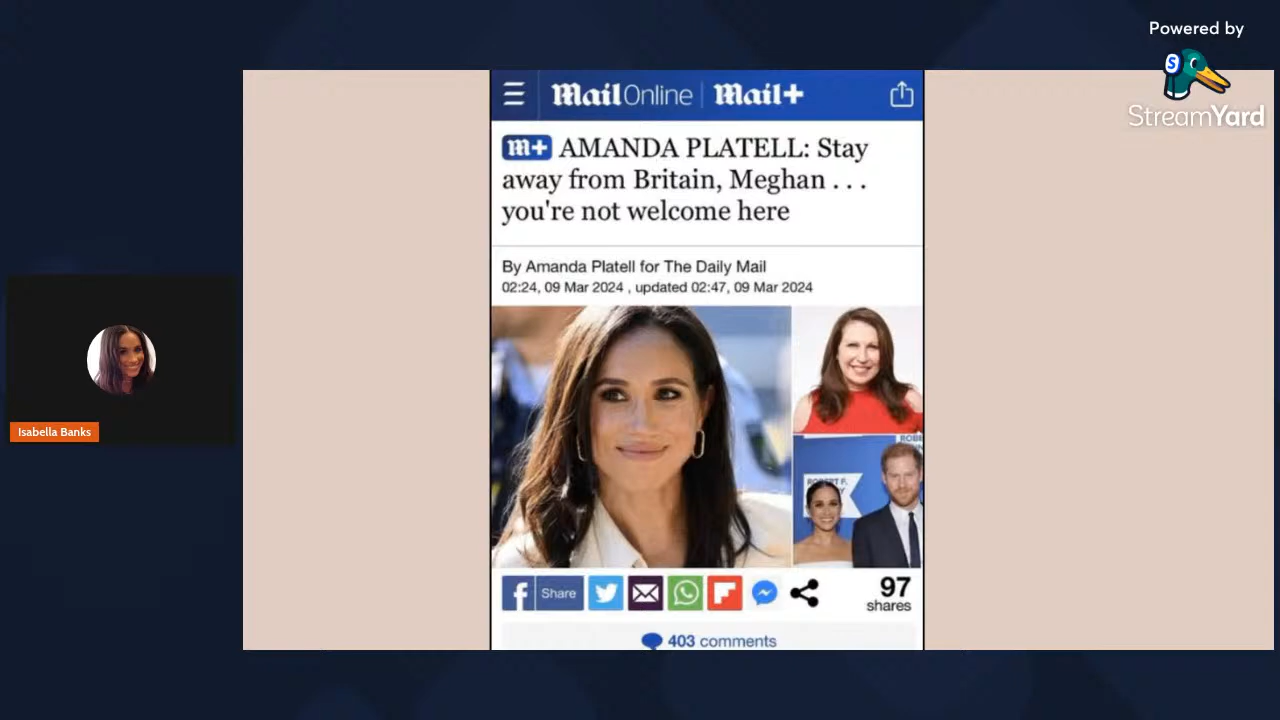 Powered by
StreamYard
S
MailOnline | Mail+
m+ AMANDA PLATELL: Stay
away from Britain, Meghan . . .
you're not welcome here
By Amanda Platell for The Daily Mail
02:24, 09 Mar 2024 , updated 02:47, 09 Mar 2024
f Share
97
shares
403 comments
Isabella Banks